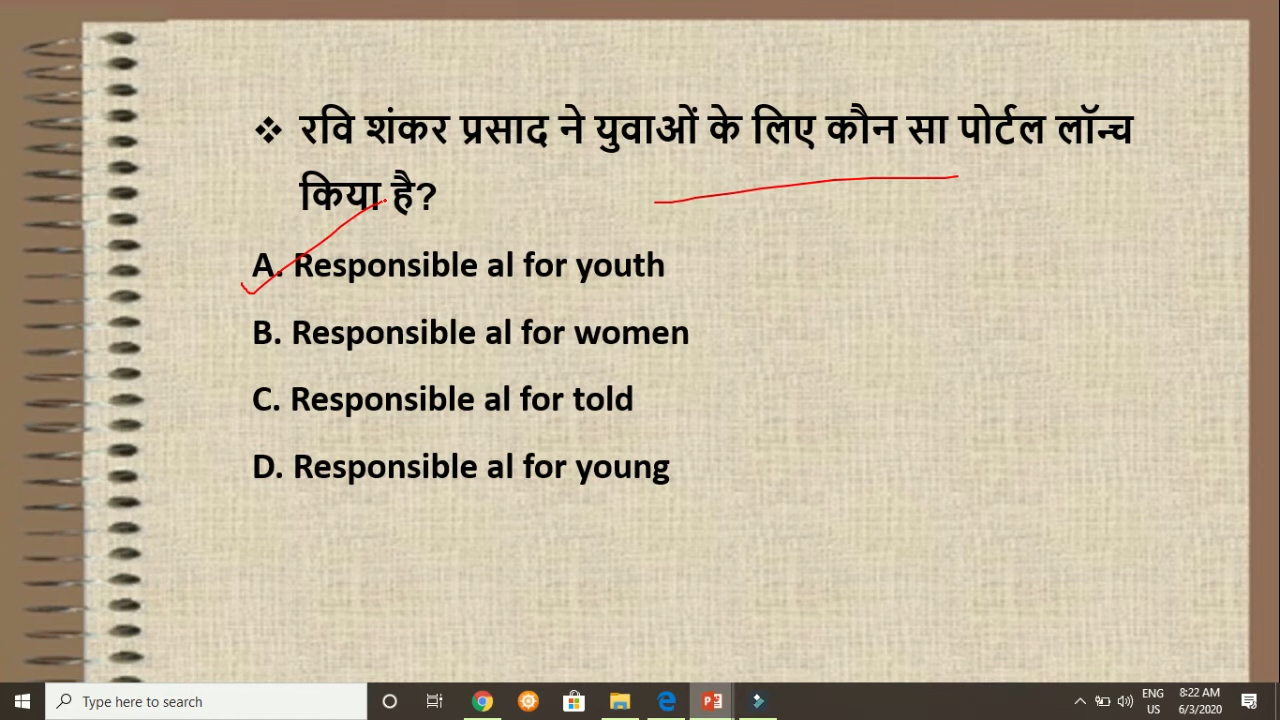 ❖ रवि शंकर प्रसाद ने युवाओं के लिए कौन सा पोर्टल लॉन्च
किया है?
A. Responsible al for youth
B. Responsible al for women
C. Responsible al for told
D. Responsible al for young
Type here to search
ENG
US
8:22 AM
6/3/2020